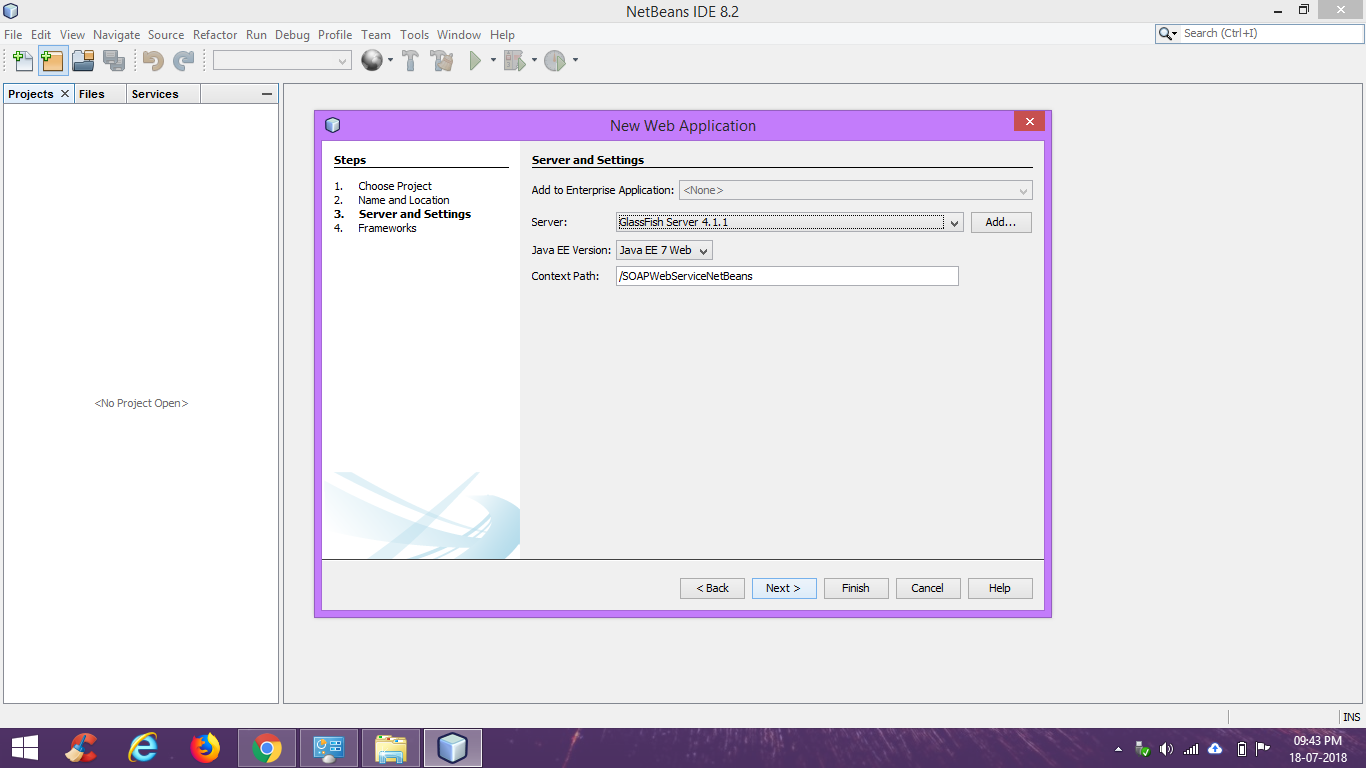 NetBeans IDE 8.2
File Edit View Navigate Source Refactor Run Debug Profile Team Tools Window Help
Search (Ctrl+I)
Projects Files Services
<No Project Open>
New Web Application
Steps
1. Choose Project
2. Name and Location
3. Server and Settings
4. Frameworks
Server and Settings
Add to Enterprise Application: <None>
Server: GlassFish Server 4.1.1 Add...
Java EE Version: Java EE 7 Web
Context Path: /SOAPWebServiceNetBeans
< Back Next > Finish Cancel Help
INS
09:43 PM
18-07-2018